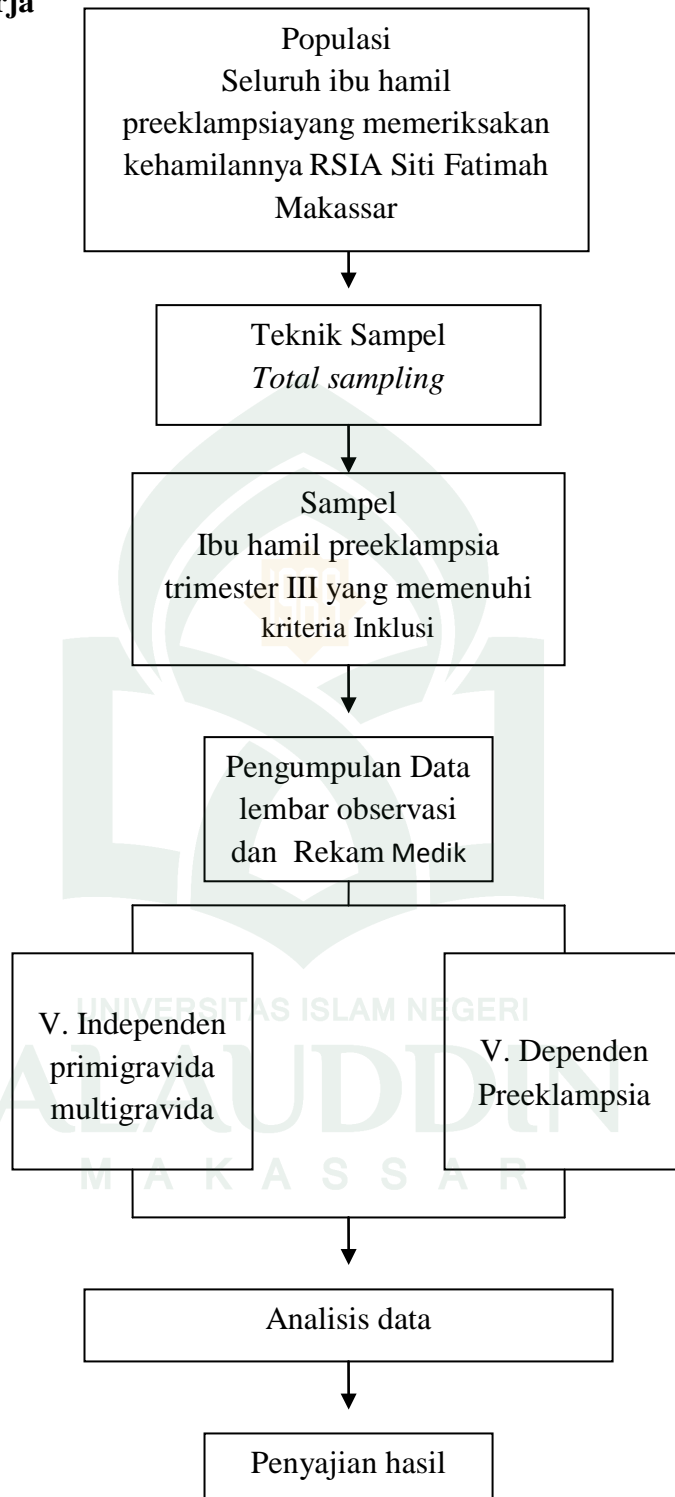 rja
Populasi
Seluruh ibu hamil
preeklampsiayang memeriksakan
kehamilannya RSIA Siti Fatimah
Makassar
Teknik Sampel
Total sampling
Sampel
Ibu hamil preeklampsia
trimester III yang memenuhi
kriteria Inklusi
Pengumpulan Data
lembar observasi
dan Rekam Medik
V. Independen
primigravida
multigravida
V. Dependen
Preeklampsia
UNIVERSITAS ISLAM NEGERI
ALAUDDIN
MAKASSAR
Analisis data
Penyajian hasil